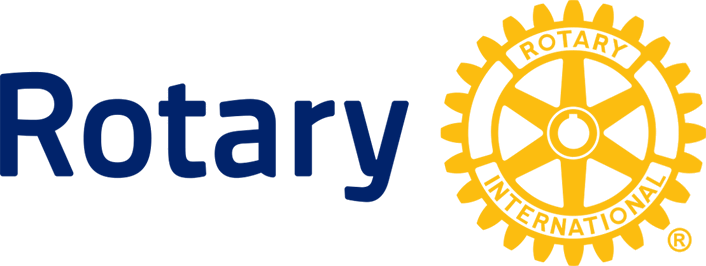 Rotary
ROTARY
INTERNATIONAL
®